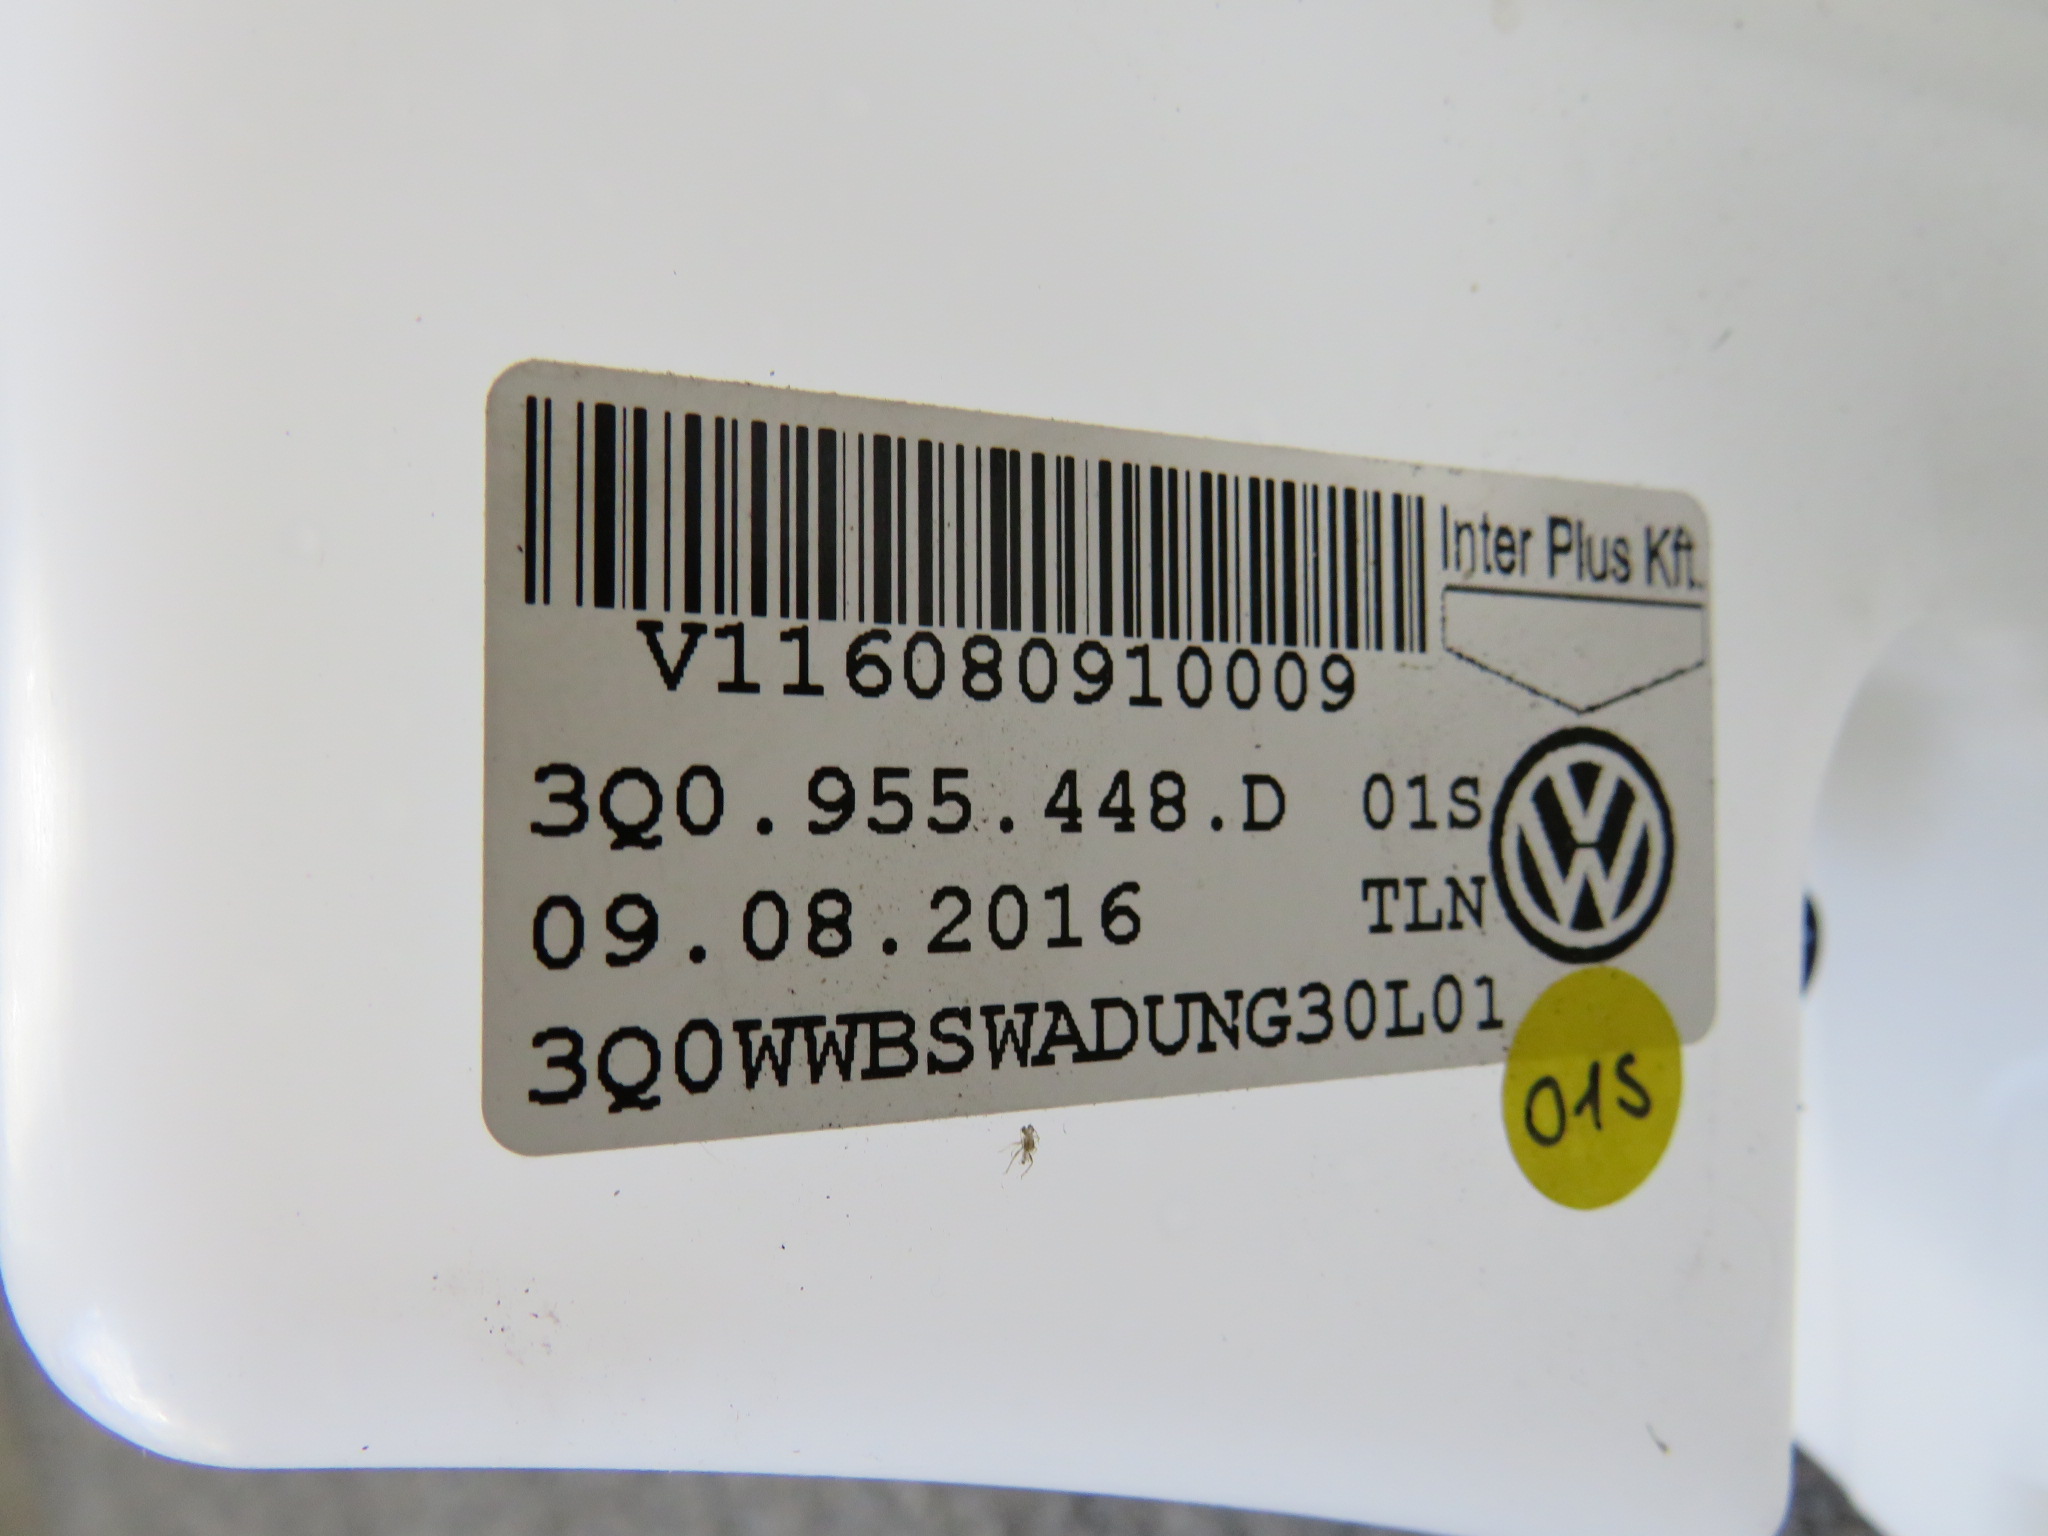 Inter Plus Kft.
V116080910009
3Q0.955.448.D 01S
09.08.2016 TLN
3Q0WWBSWADUNG30L01
01S